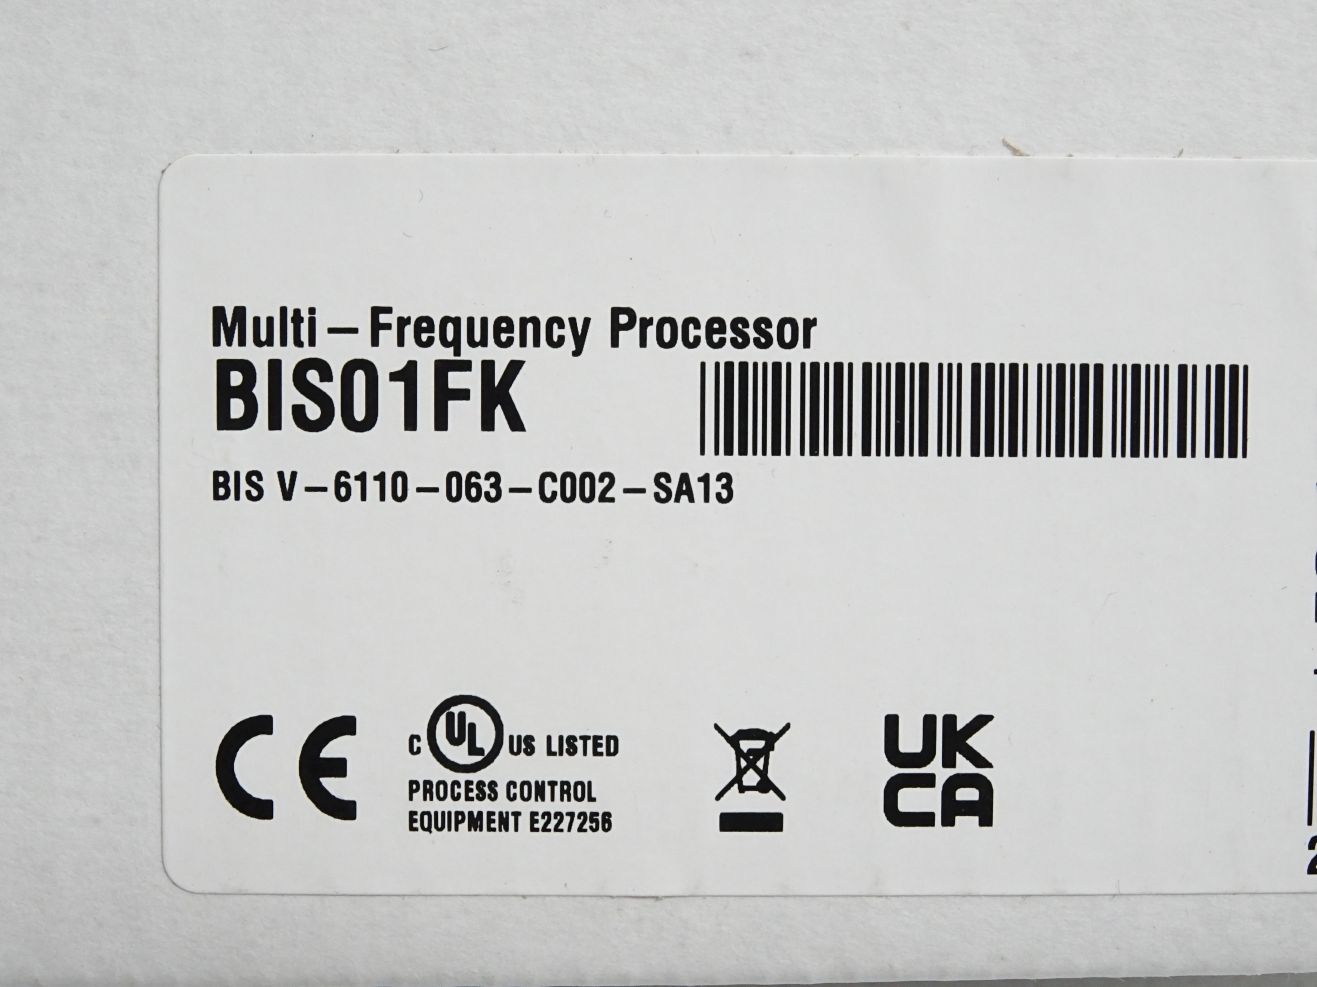 Multi-Frequency Processor
BIS01FK
BIS V-6110-063-C002-SA13
CE
C UL US LISTED
PROCESS CONTROL
EQUIPMENT E227256
UK
CA